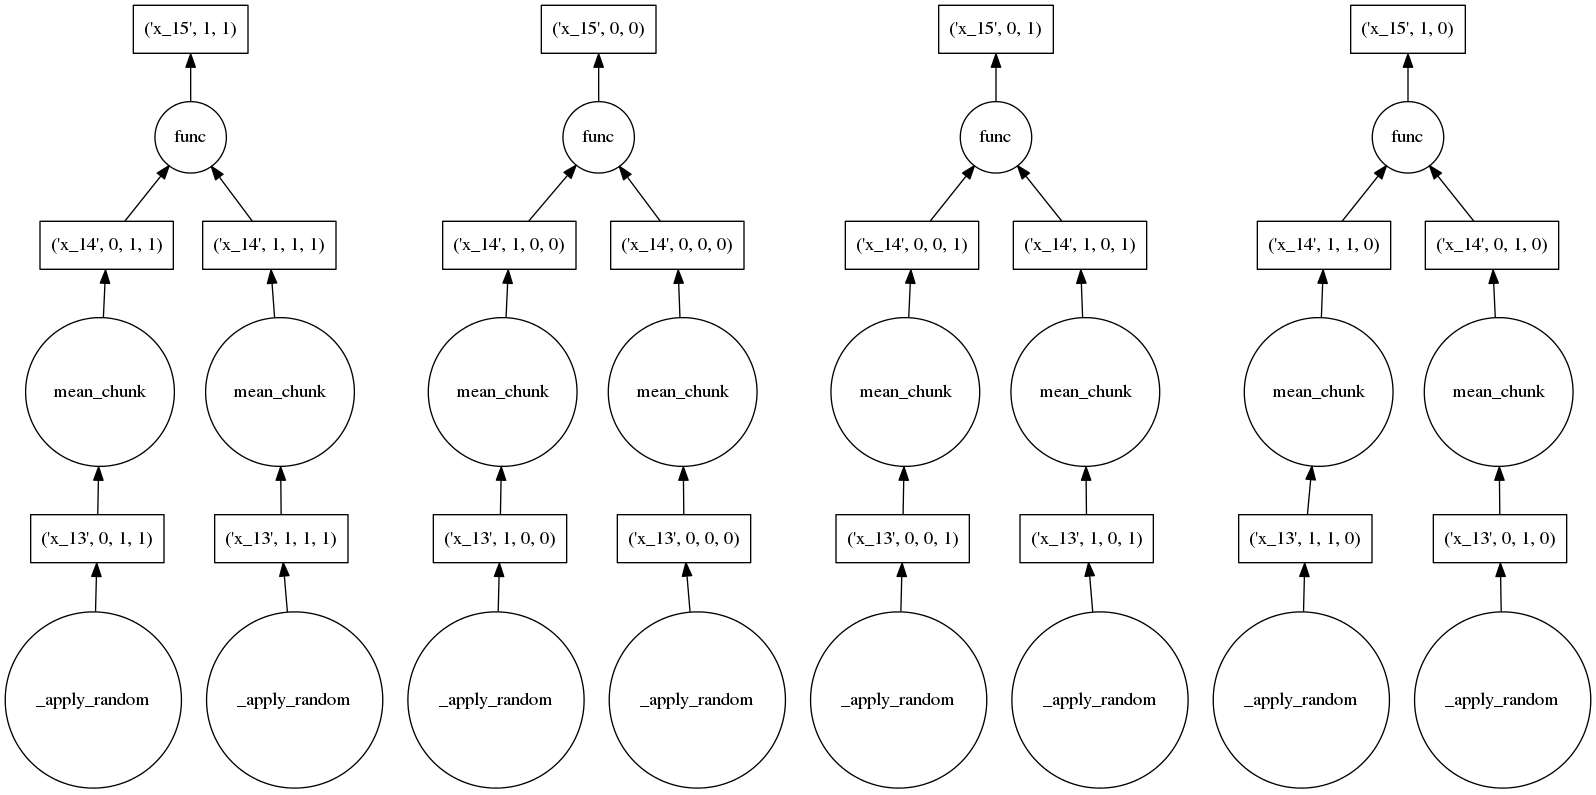 ('x_15', 1, 1)
('x_15', 0, 0)
('x_15', 0, 1)
('x_15', 1, 0)
func
func
func
func
('x_14', 0, 1, 1)
('x_14', 1, 1, 1)
('x_14', 1, 0, 0)
('x_14', 0, 0, 0)
('x_14', 0, 0, 1)
('x_14', 1, 0, 1)
('x_14', 1, 1, 0)
('x_14', 0, 1, 0)
mean_chunk
mean_chunk
mean_chunk
mean_chunk
mean_chunk
mean_chunk
mean_chunk
mean_chunk
('x_13', 0, 1, 1)
('x_13', 1, 1, 1)
('x_13', 1, 0, 0)
('x_13', 0, 0, 0)
('x_13', 0, 0, 1)
('x_13', 1, 0, 1)
('x_13', 1, 1, 0)
('x_13', 0, 1, 0)
_apply_random
_apply_random
_apply_random
_apply_random
_apply_random
_apply_random
_apply_random
_apply_random